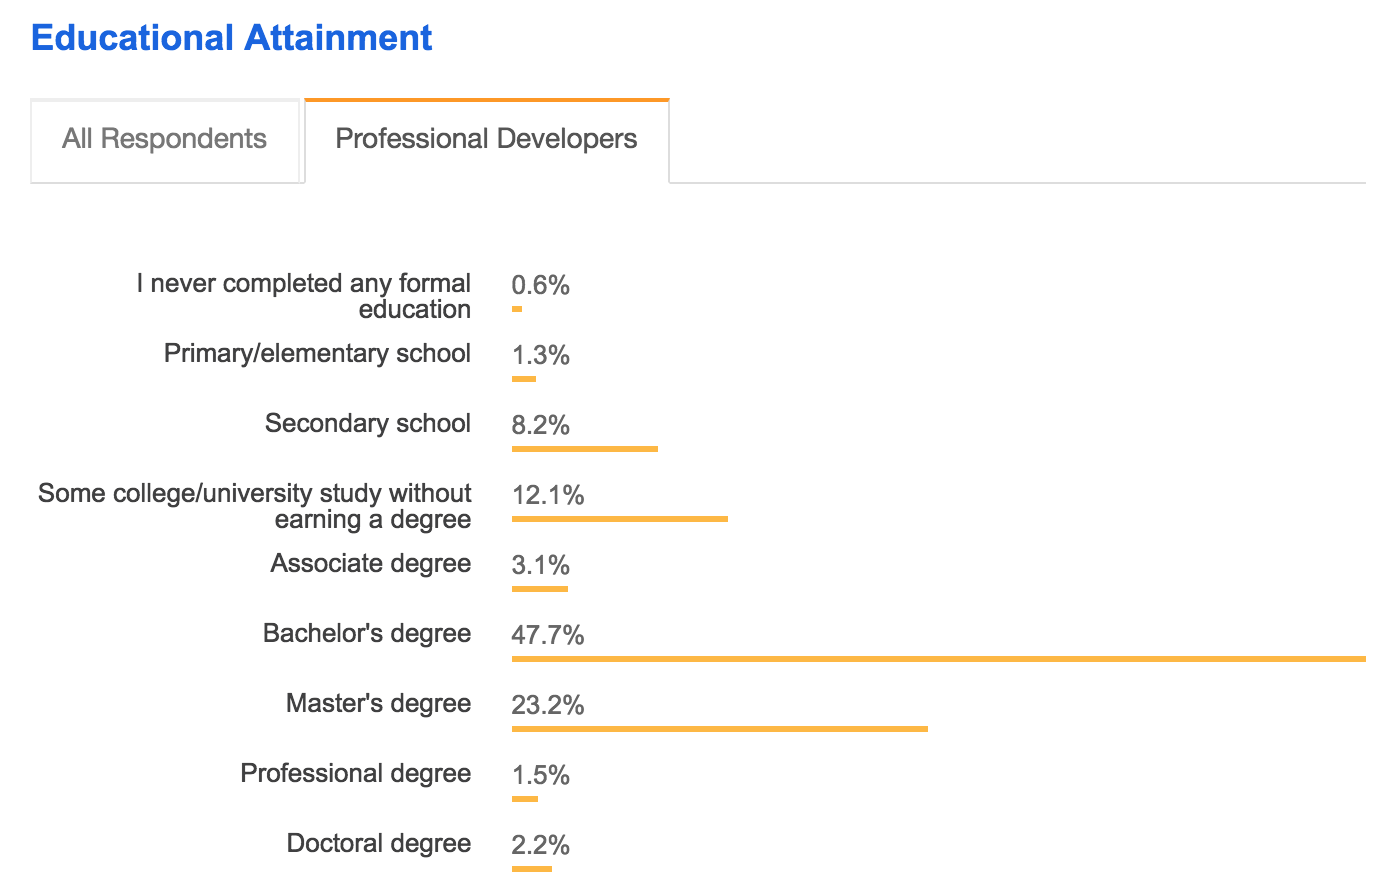 Educational Attainment
All Respondents
Professional Developers
I never completed any formal
education
0.6%
Primary/elementary school
1.3%
Secondary school
8.2%
Some college/university study without
earning a degree
12.1%
Associate degree
3.1%
Bachelor's degree
47.7%
Master's degree
23.2%
Professional degree
1.5%
Doctoral degree
2.2%